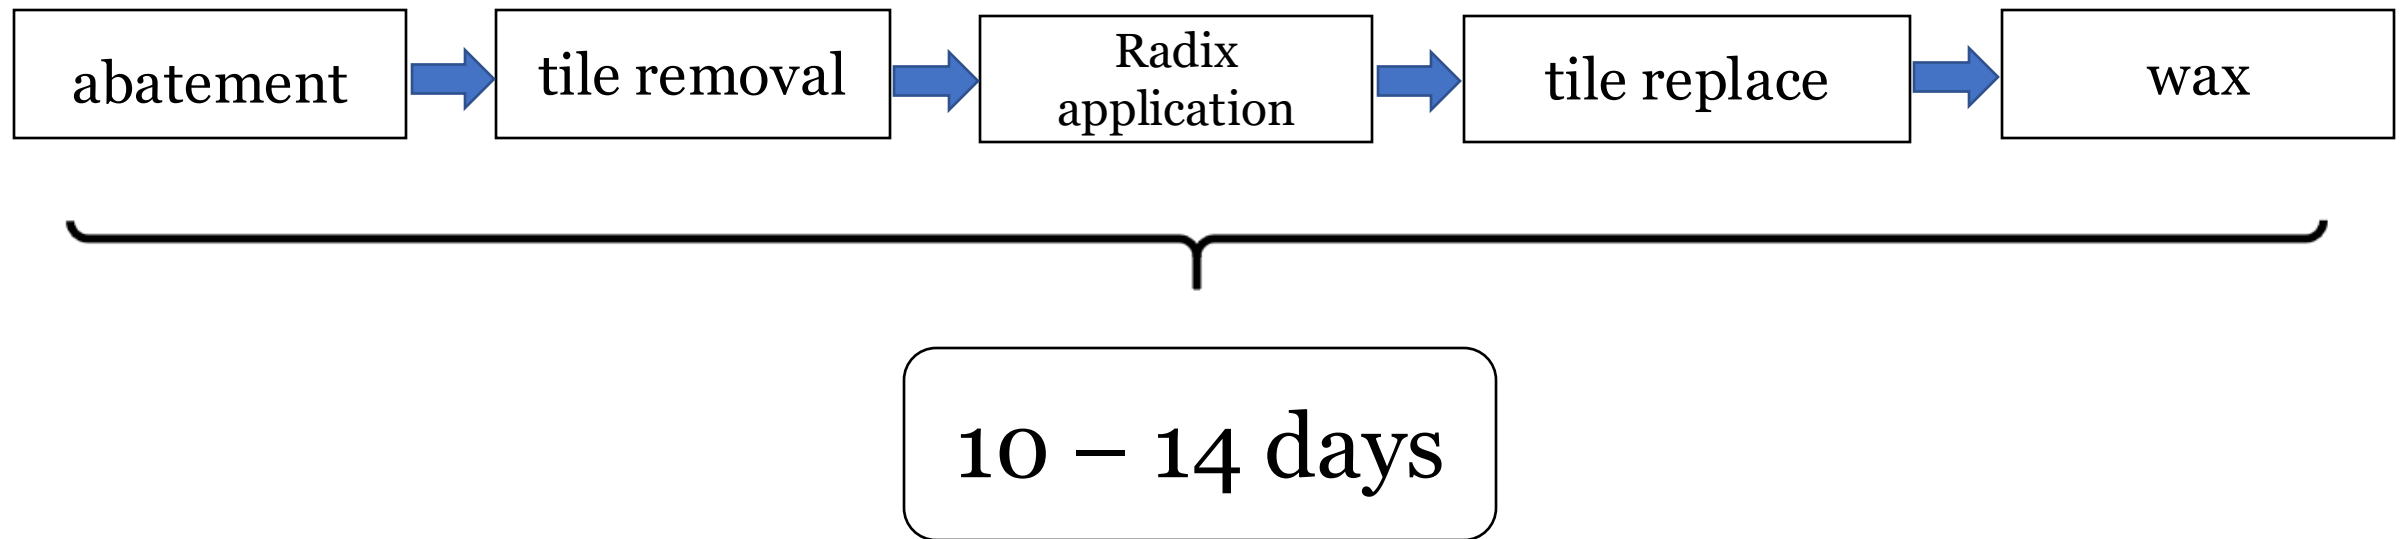 abatement
tile removal
Radix
application
tile replace
wax
10 – 14 days